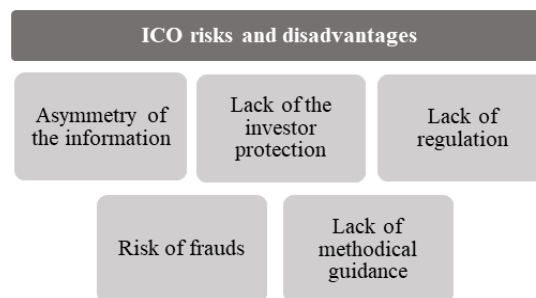 ICO risks and disadvantages
Asymmetry of
the information
Lack of the
investor
protection
Lack of
regulation
Risk of frauds
Lack of
methodical
guidance